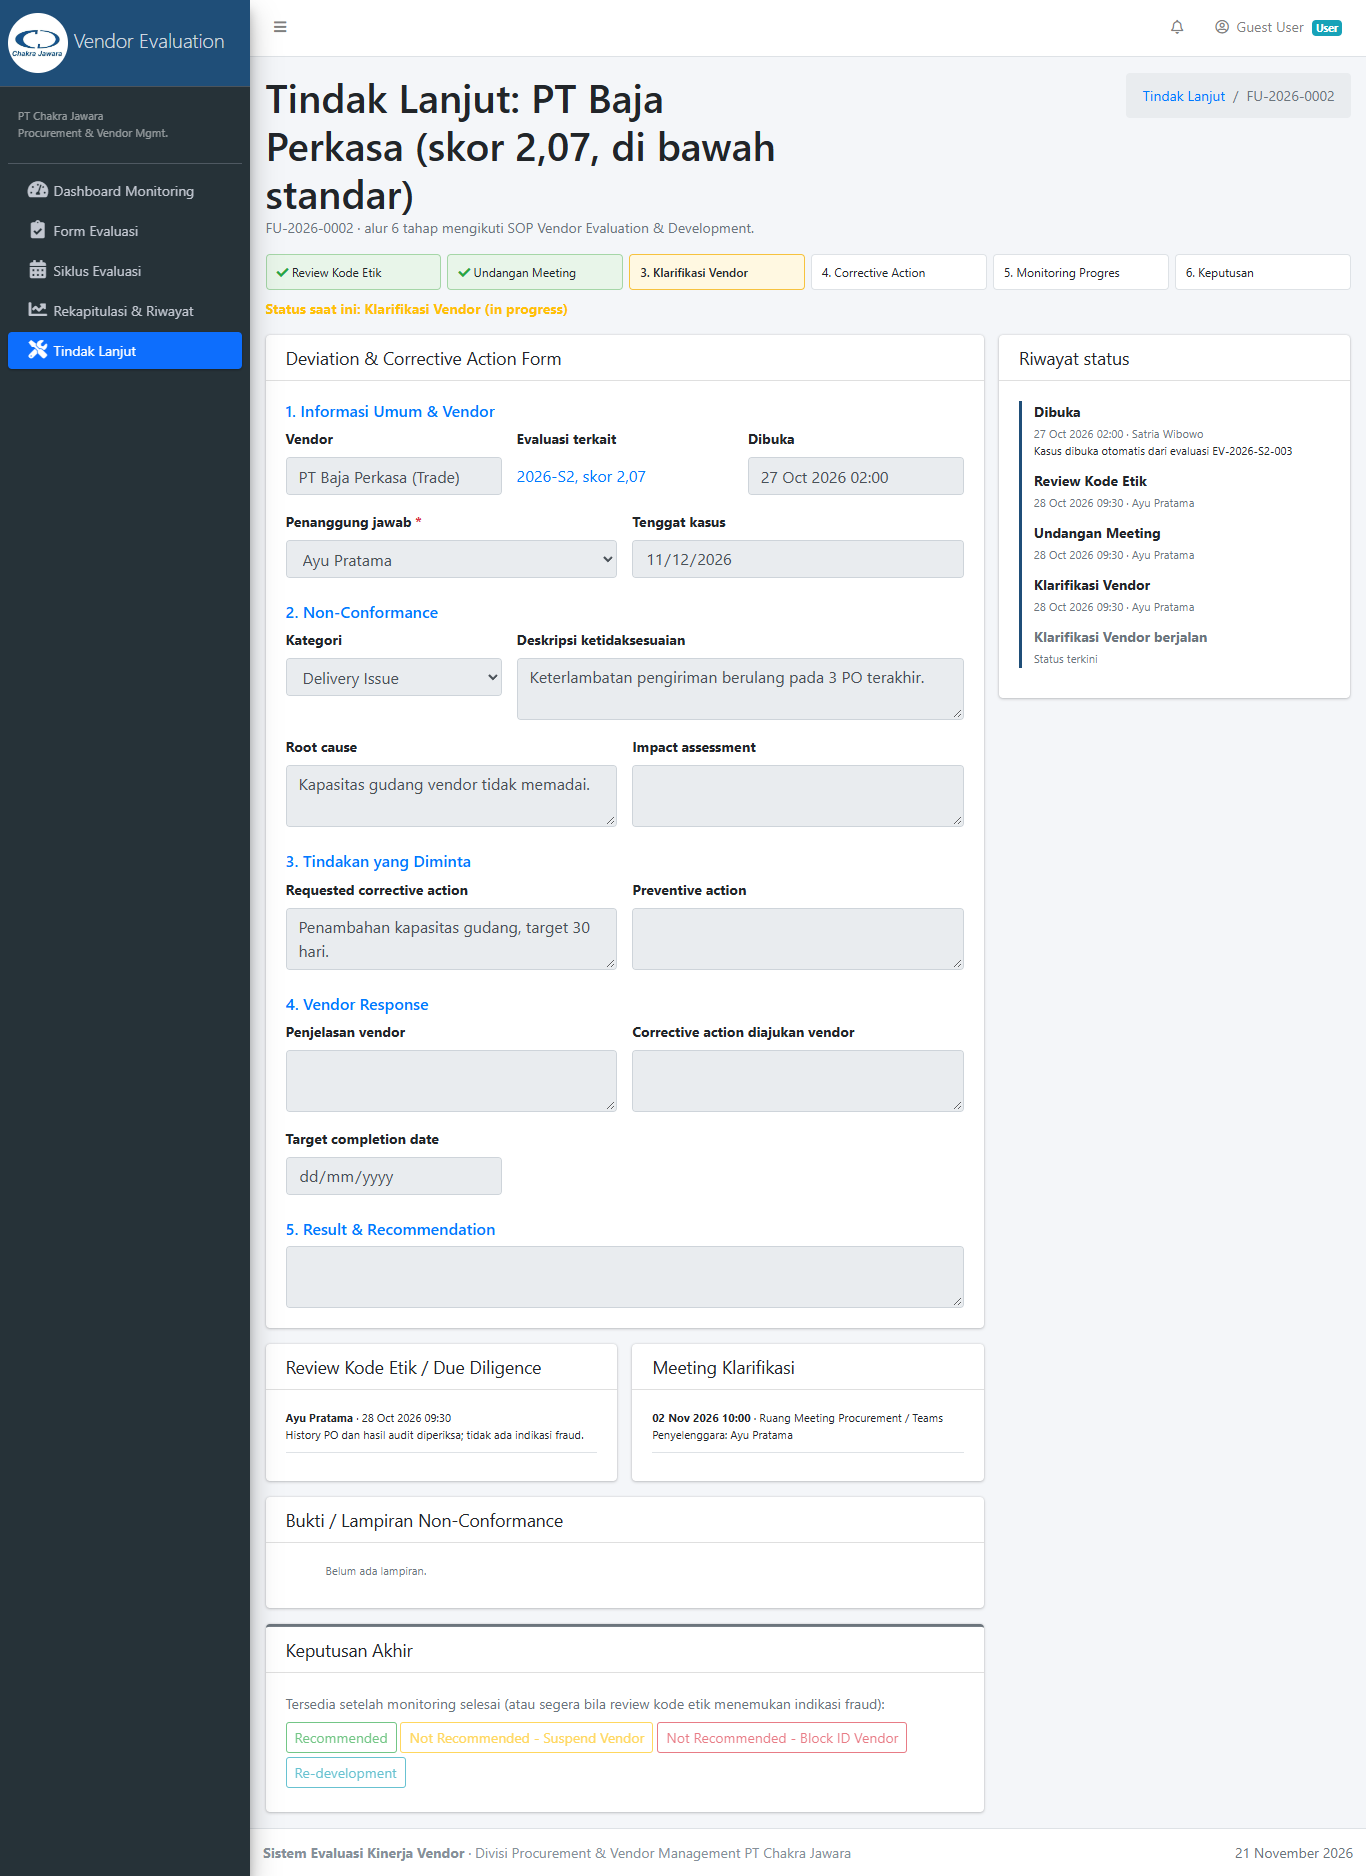 Chakra Jawara
Vendor Evaluation
Guest User User
PT Chakra Jawara
Procurement & Vendor Mgmt.
Dashboard Monitoring
Form Evaluasi
Siklus Evaluasi
Rekapitulasi & Riwayat
Tindak Lanjut
Tindak Lanjut: PT Baja
Perkasa (skor 2,07, di bawah
standar)
Tindak Lanjut / FU-2026-0002
FU-2026-0002 · alur 6 tahap mengikuti SOP Vendor Evaluation & Development.
Review Kode Etik
Undangan Meeting
3. Klarifikasi Vendor
4. Corrective Action
5. Monitoring Progres
6. Keputusan
Status saat ini: Klarifikasi Vendor (in progress)
Deviation & Corrective Action Form
1. Informasi Umum & Vendor
Vendor
PT Baja Perkasa (Trade)
Evaluasi terkait
2026-S2, skor 2,07
Dibuka
27 Oct 2026 02:00
Penanggung jawab *
Ayu Pratama
Tenggat kasus
11/12/2026
2. Non-Conformance
Kategori
Delivery Issue
Deskripsi ketidaksesuaian
Keterlambatan pengiriman berulang pada 3 PO terakhir.
Root cause
Kapasitas gudang vendor tidak memadai.
Impact assessment
3. Tindakan yang Diminta
Requested corrective action
Penambahan kapasitas gudang, target 30
hari.
Preventive action
4. Vendor Response
Penjelasan vendor
Corrective action diajukan vendor
Target completion date
dd/mm/yyyy
5. Result & Recommendation
Riwayat status
Dibuka
27 Oct 2026 02:00 · Satria Wibowo
Kasus dibuka otomatis dari evaluasi EV-2026-S2-003
Review Kode Etik
28 Oct 2026 09:30 · Ayu Pratama
Undangan Meeting
28 Oct 2026 09:30 · Ayu Pratama
Klarifikasi Vendor
28 Oct 2026 09:30 · Ayu Pratama
Klarifikasi Vendor berjalan
Status terkini
Review Kode Etik / Due Diligence
Ayu Pratama · 28 Oct 2026 09:30
History PO dan hasil audit diperiksa; tidak ada indikasi fraud.
Meeting Klarifikasi
02 Nov 2026 10:00 · Ruang Meeting Procurement / Teams
Penyelenggara: Ayu Pratama
Bukti / Lampiran Non-Conformance
Belum ada lampiran.
Keputusan Akhir
Tersedia setelah monitoring selesai (atau segera bila review kode etik menemukan indikasi fraud):
Recommended
Not Recommended - Suspend Vendor
Not Recommended - Block ID Vendor
Re-development
Sistem Evaluasi Kinerja Vendor · Divisi Procurement & Vendor Management PT Chakra Jawara
21 November 2026